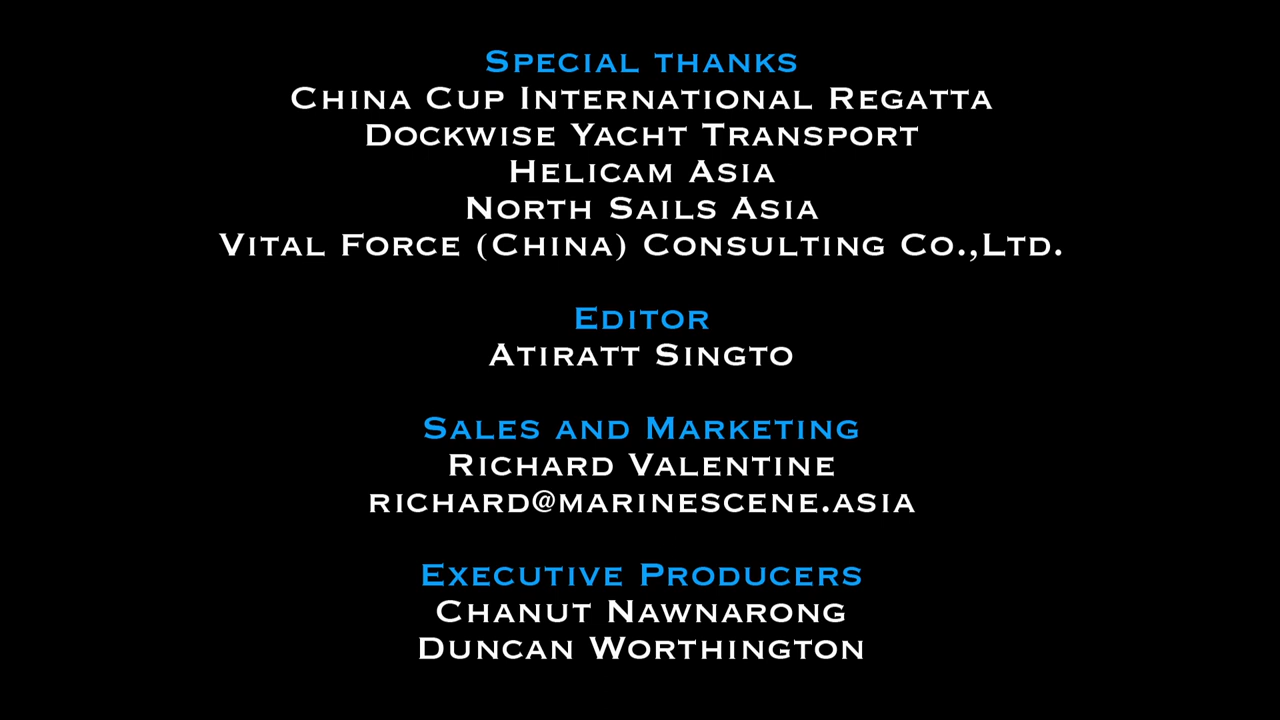 Special thanks
China Cup International Regatta
Dockwise Yacht Transport
Helicam Asia
North Sails Asia
Vital Force (China) Consulting Co.,Ltd.
Editor
Atiratt Singto
Sales and Marketing
Richard Valentine
richard@marinescene.asia
Executive Producers
Chanut Nawnarong
Duncan Worthington